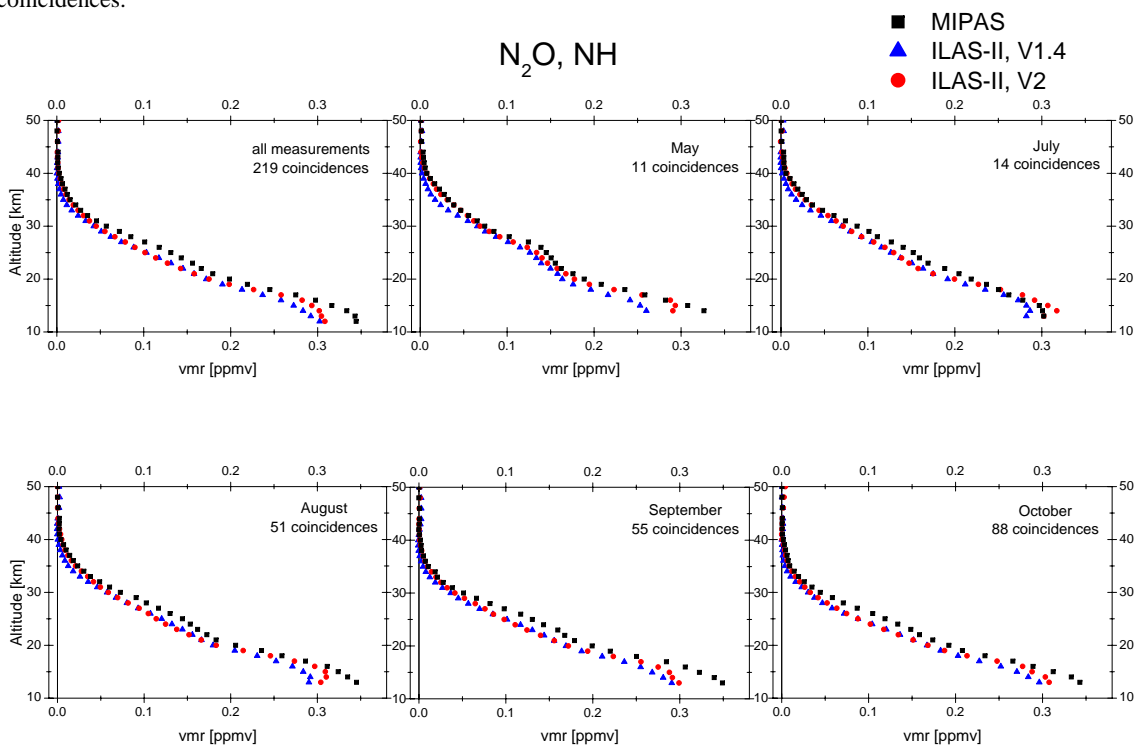 coincidences.
MIPAS
ILAS-II, V1.4
ILAS-II, V2
N₂O, NH
0.0 0.1 0.2 0.3
0.0 0.1 0.2 0.3
0.0 0.1 0.2 0.3
50
40
30
20
10
Altitude [km]
all measurements
219 coincidences
50
40
30
20
10
May
11 coincidences
50
40
30
20
10
July
14 coincidences
50
40
30
20
10
0.0 0.1 0.2 0.3
0.0 0.1 0.2 0.3
0.0 0.1 0.2 0.3
vmr [ppmv]
vmr [ppmv]
vmr [ppmv]
0.0 0.1 0.2 0.3
0.0 0.1 0.2 0.3
0.0 0.1 0.2 0.3
50
40
30
20
10
Altitude [km]
August
51 coincidences
50
40
30
20
10
September
55 coincidences
50
40
30
20
10
October
88 coincidences
50
40
30
20
10
0.0 0.1 0.2 0.3
0.0 0.1 0.2 0.3
0.0 0.1 0.2 0.3
vmr [ppmv]
vmr [ppmv]
vmr [ppmv]